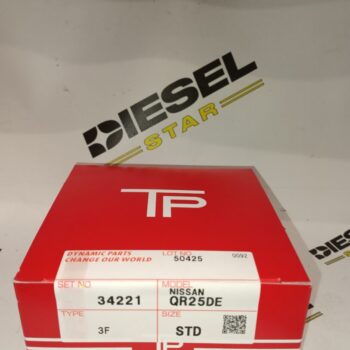 DIESEL
STAR
TP
DYNAMIC PARTS
CHANGE OUR WORLD
LOT NO
50425
0092
SET NO
34221
MODEL
NISSAN
QR25DE
TYPE
3F
SIZE
STD